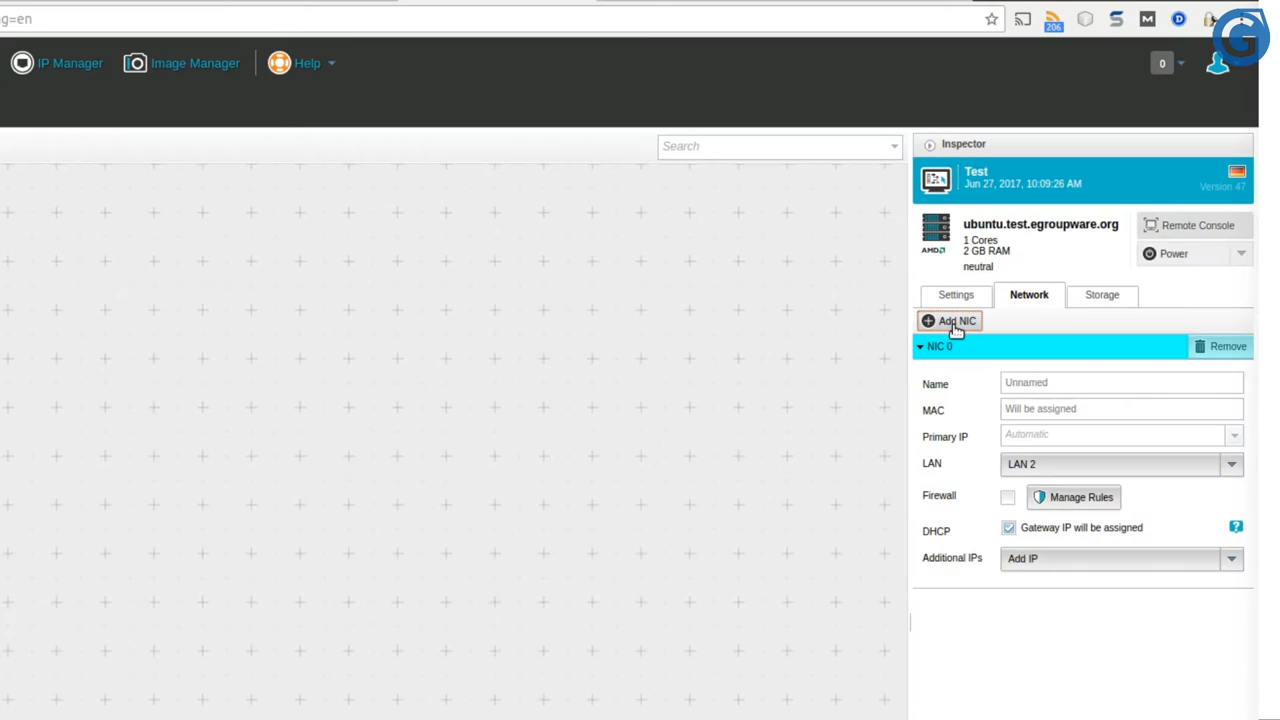 g=en
206
M
D
G
IP Manager
Image Manager
Help
0
Search
Inspector
Test
Jun 27, 2017, 10:09:26 AM
Version 47
ubuntu.test.egroupware.org
1 Cores
2 GB RAM
neutral
AMD
Remote Console
Power
Settings
Network
Storage
Add NIC
NIC 0
Remove
Name
Unnamed
MAC
Will be assigned
Primary IP
Automatic
LAN
LAN 2
Firewall
Manage Rules
DHCP
Gateway IP will be assigned
?
Additional IPs
Add IP